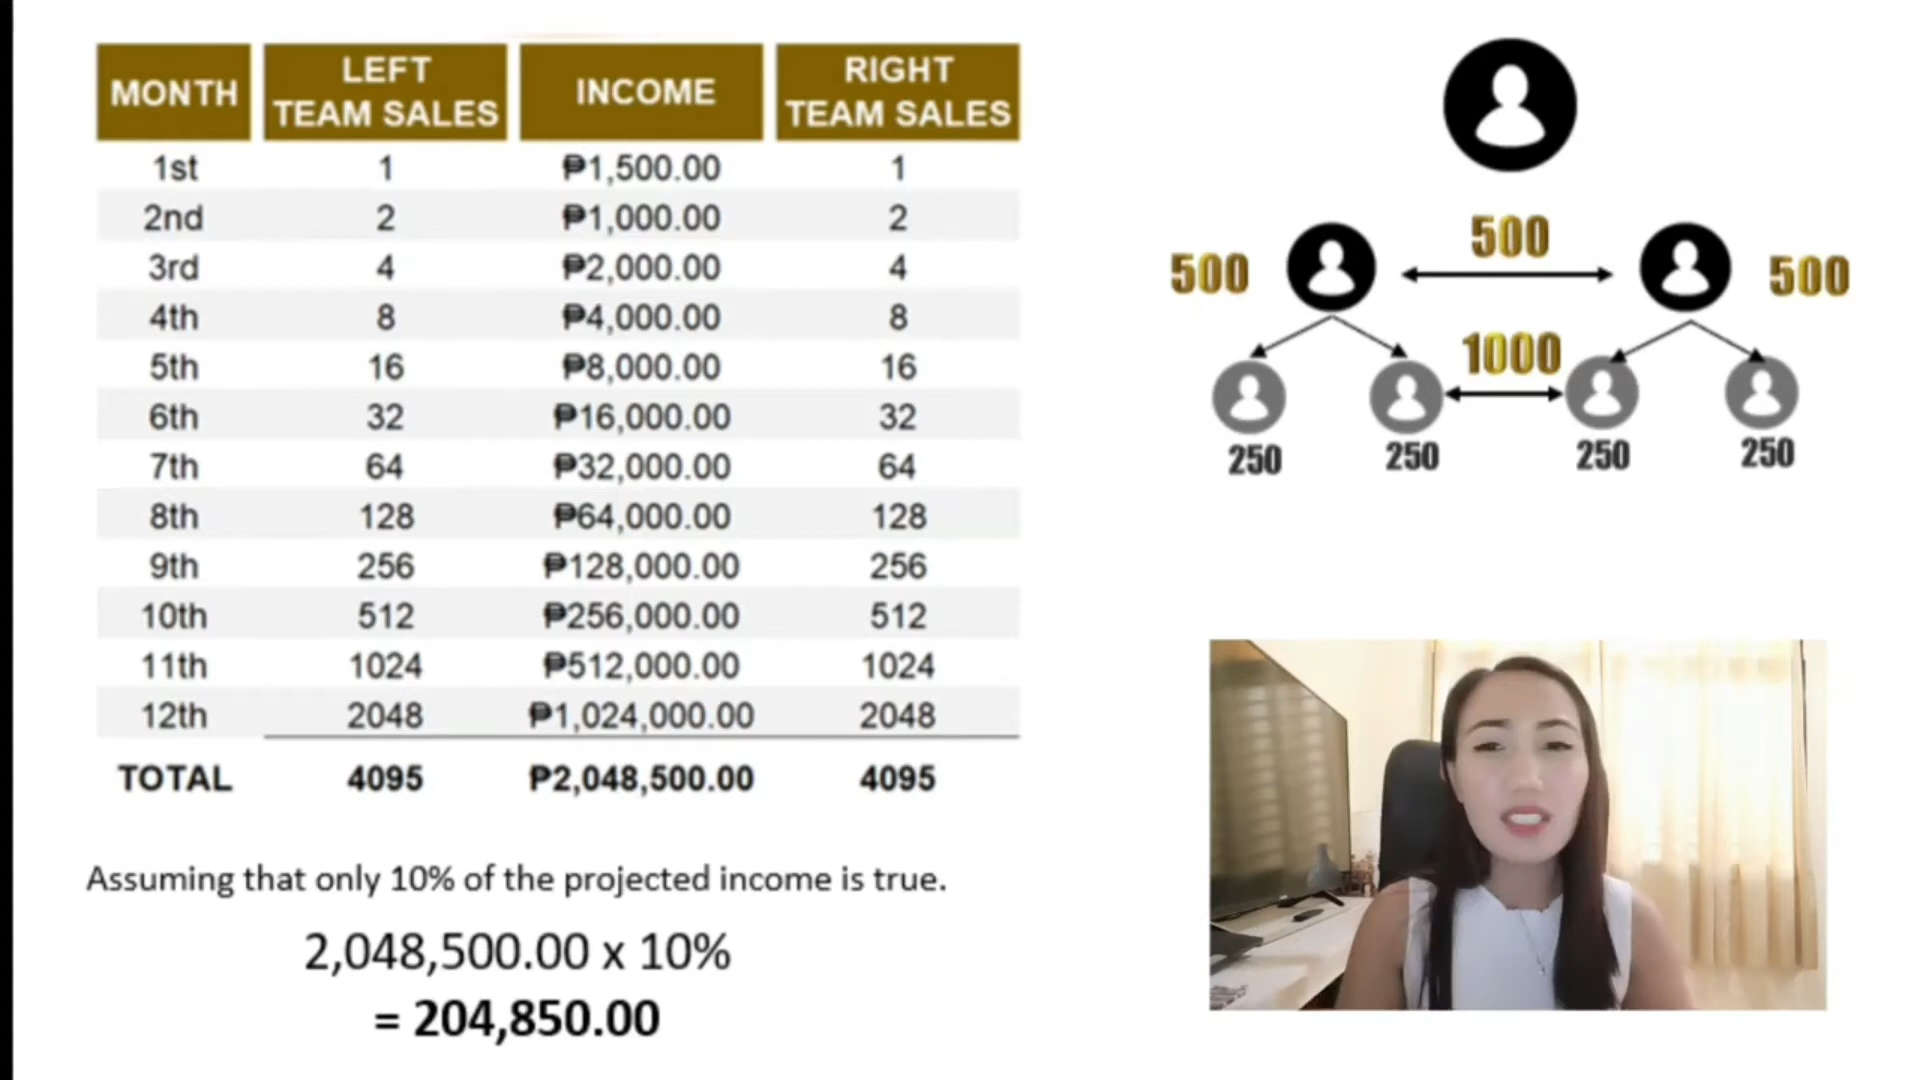 MONTH LEFT TEAM SALES INCOME RIGHT TEAM SALES
1st 1 ₱1,500.00 1
2nd 2 ₱1,000.00 2
3rd 4 ₱2,000.00 4
4th 8 ₱4,000.00 8
5th 16 ₱8,000.00 16
6th 32 ₱16,000.00 32
7th 64 ₱32,000.00 64
8th 128 ₱64,000.00 128
9th 256 ₱128,000.00 256
10th 512 ₱256,000.00 512
11th 1024 ₱512,000.00 1024
12th 2048 ₱1,024,000.00 2048
TOTAL 4095 ₱2,048,500.00 4095
Assuming that only 10% of the projected income is true.
2,048,500.00 x 10%
= 204,850.00
500
500 500
1000
250 250 250 250